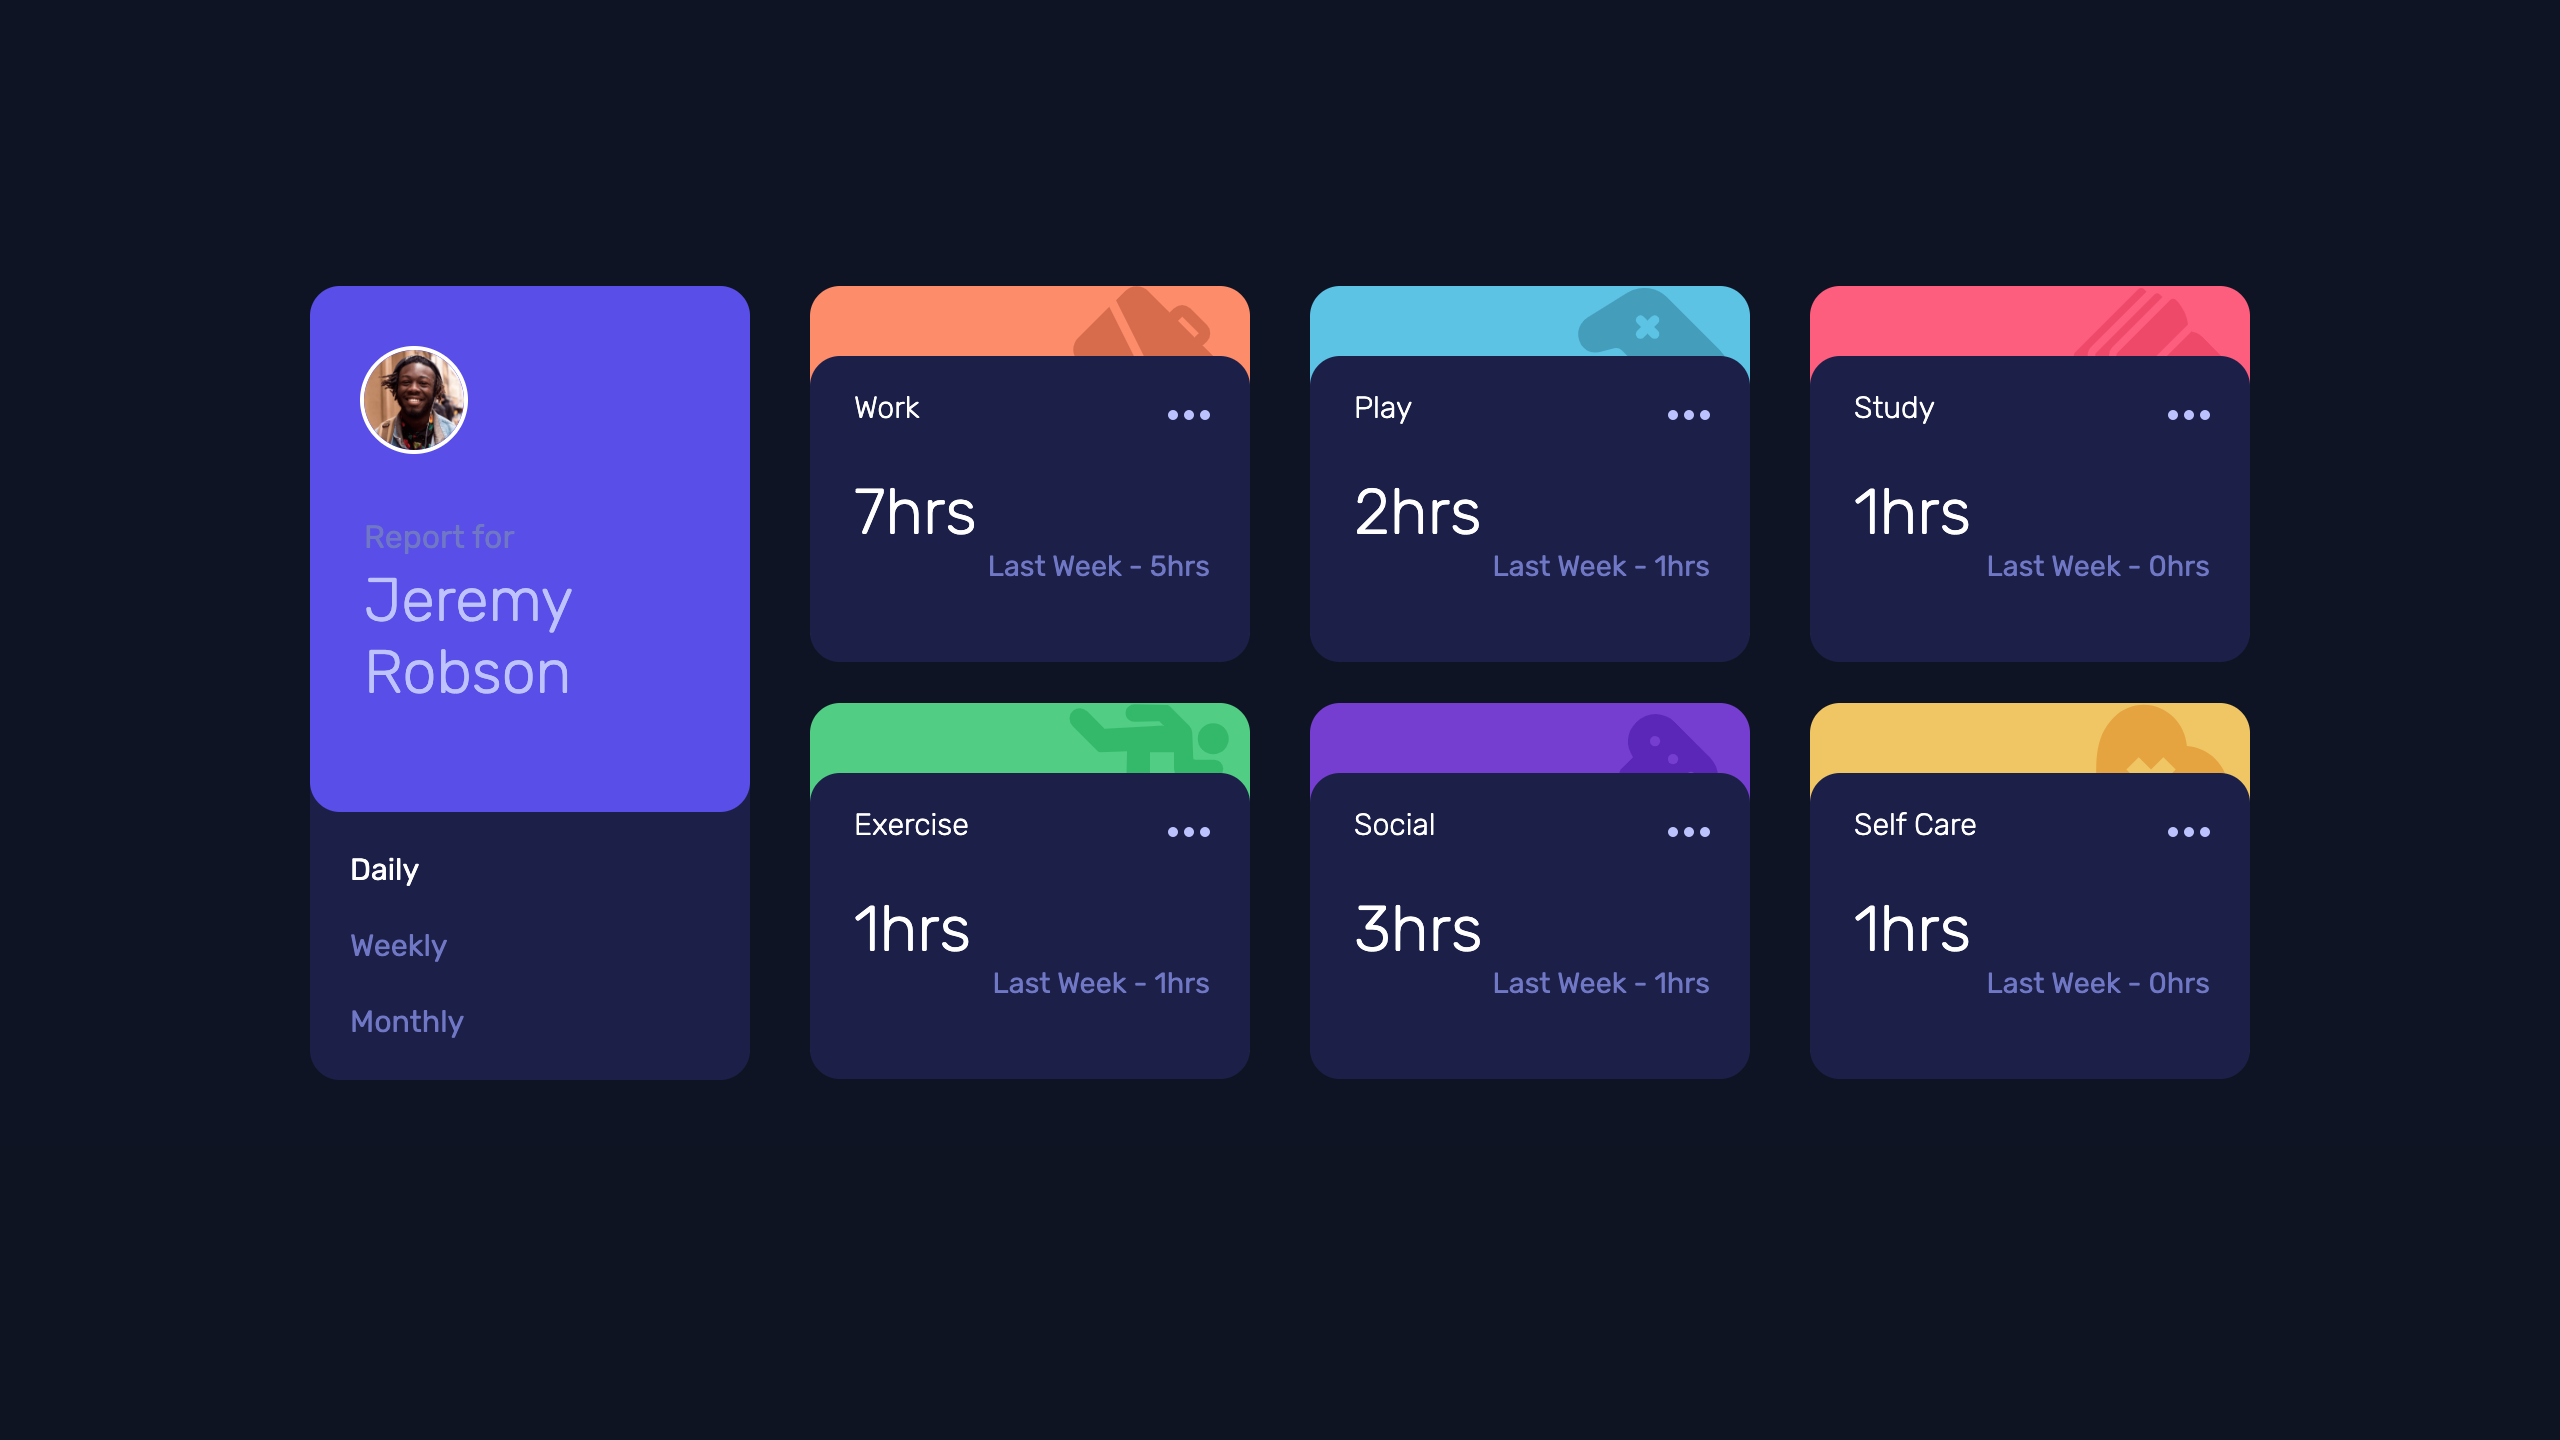 Report for
Jeremy
Robson
Daily
Weekly
Monthly
Work
7hrs
Last Week - 5hrs
Play
2hrs
Last Week - 1hrs
Study
1hrs
Last Week - 0hrs
Exercise
1hrs
Last Week - 1hrs
Social
3hrs
Last Week - 1hrs
Self Care
1hrs
Last Week - 0hrs